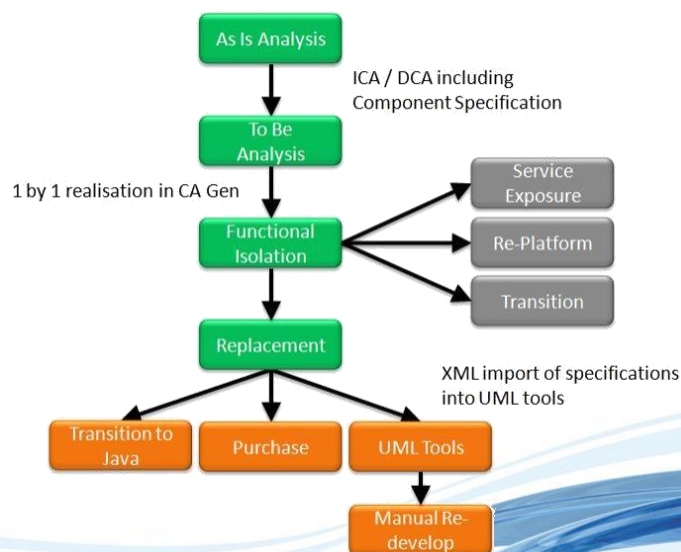 As Is Analysis
ICA / DCA including
Component Specification
To Be
Analysis
1 by 1 realisation in CA Gen
Service
Exposure
Functional
Isolation
Re-Platform
Transition
Replacement
XML import of specifications
into UML tools
Transition to
Java
Purchase
UML Tools
Manual Re-
develop